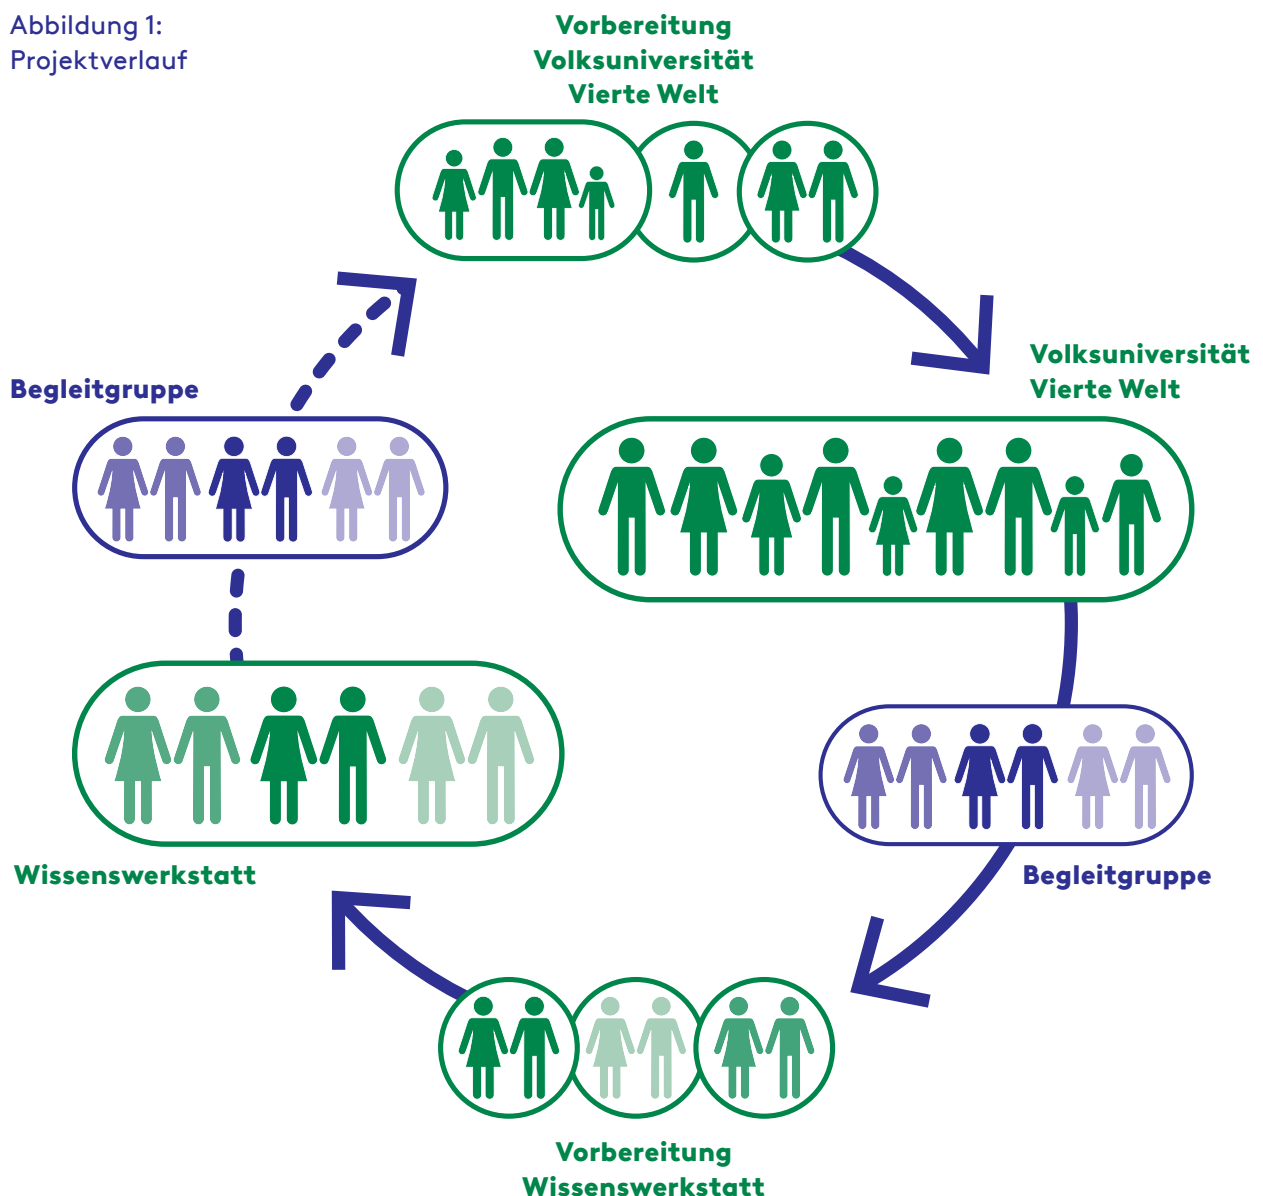 Abbildung 1:
Projektverlauf
Vorbereitung
Volksuniversität
Vierte Welt
Volksuniversität
Vierte Welt
Begleitgruppe
Wissenswerkstatt
Begleitgruppe
Vorbereitung
Wissenswerkstatt